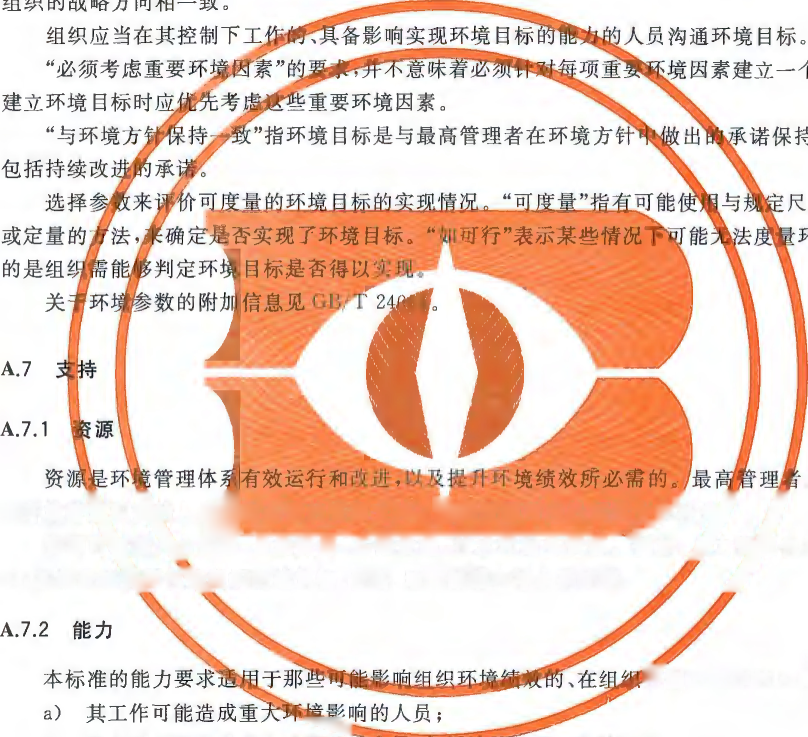 组织的战略方向相一致。
组织应当在其控制下工作的、具备影响实现环境目标的能力的人员沟通环境目标。
“必须考虑重要环境因素”的要求,并不意味着必须针对每项重要环境因素建立一个
建立环境目标时应优先考虑这些重要环境因素。
“与环境方针保持一致”指环境目标是与最高管理者在环境方针中做出的承诺保持
包括持续改进的承诺。
选择参数来评价可度量的环境目标的实现情况。“可度量”指有可能使用与规定尺
或定量的方法,来确定是否实现了环境目标。“如可行”表示某些情况下可能无法度量环
的是组织需能够判定环境目标是否得以实现。
关于环境参数的附加信息见 GB/T 240
A.7 支持
A.7.1 资源
资源是环境管理体系有效运行和改进,以及提升环境绩效所必需的。最高管理者
A.7.2 能力
本标准的能力要求适用于那些可能影响组织环境绩效的、在组织
a) 其工作可能造成重大环境影响的人员;